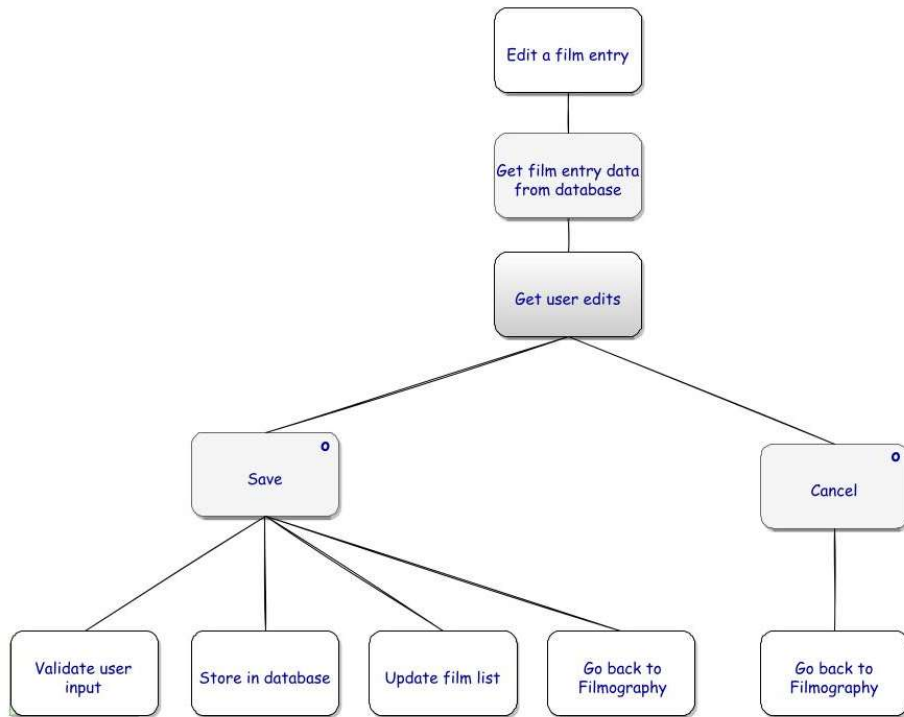 Edit a film entry
Get film entry data
from database
Get user edits
o
Save
o
Cancel
Validate user
input
Store in database
Update film list
Go back to
Filmography
Go back to
Filmography